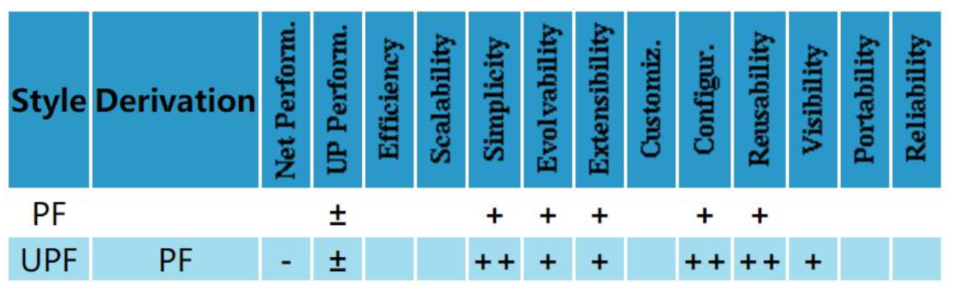 Style Derivation Net Perform. UP Perform. Efficiency Scalability Simplicity Evolvability Extensibility Customiz. Configur. Reusability Visibility Portability Reliability
PF ± + + + + +
UPF PF - ± ++ + + ++ ++ +